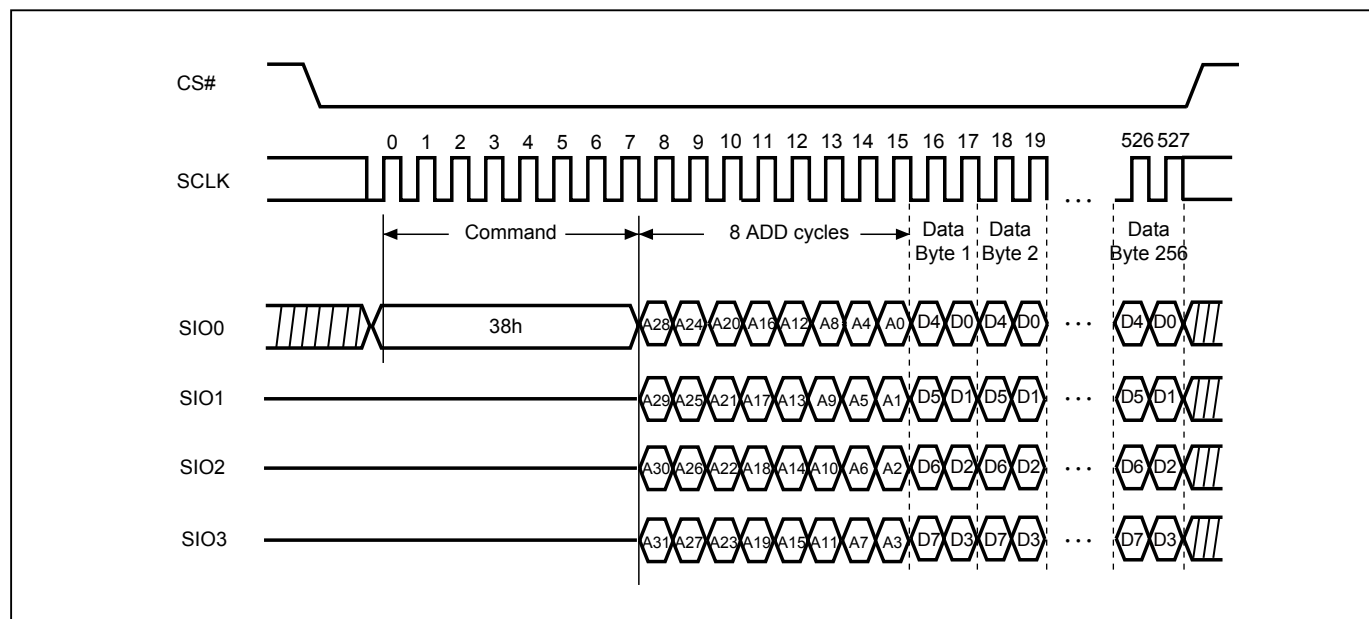 CS#
0 1 2 3 4 5 6 7 8 9 10 11 12 13 14 15 16 17 18 19 526 527
SCLK
...
Command 8 ADD cycles Data Byte 1 Data Byte 2 Data Byte 256
SIO0 38h A28 A24 A20 A16 A12 A8 A4 A0 D4 D0 D4 D0 ... D4 D0
SIO1 A29 A25 A21 A17 A13 A9 A5 A1 D5 D1 D5 D1 ... D5 D1
SIO2 A30 A26 A22 A18 A14 A10 A6 A2 D6 D2 D6 D2 ... D6 D2
SIO3 A31 A27 A23 A19 A15 A11 A7 A3 D7 D3 D7 D3 ... D7 D3